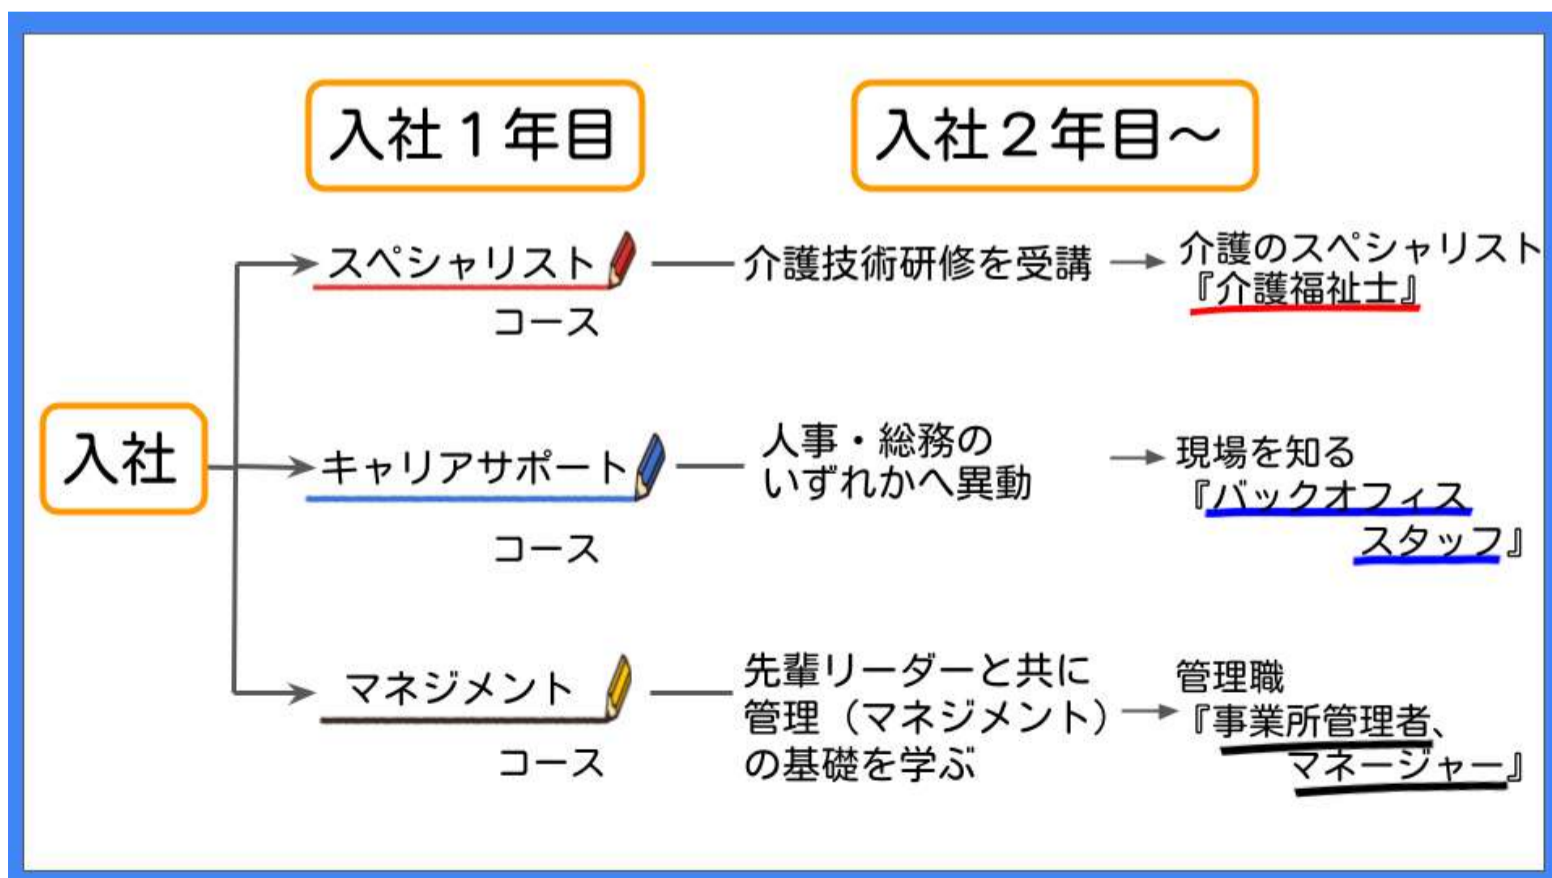 入社１年目
入社２年目～
入社
スペシャリスト
コース
介護技術研修を受講
介護のスペシャリスト
『介護福祉士』
キャリアサポート
コース
人事・総務の
いずれかへ異動
現場を知る
『バックオフィス
スタッフ』
マネジメント
コース
先輩リーダーと共に
管理（マネジメント）
の基礎を学ぶ
管理職
『事業所管理者、
マネージャー』